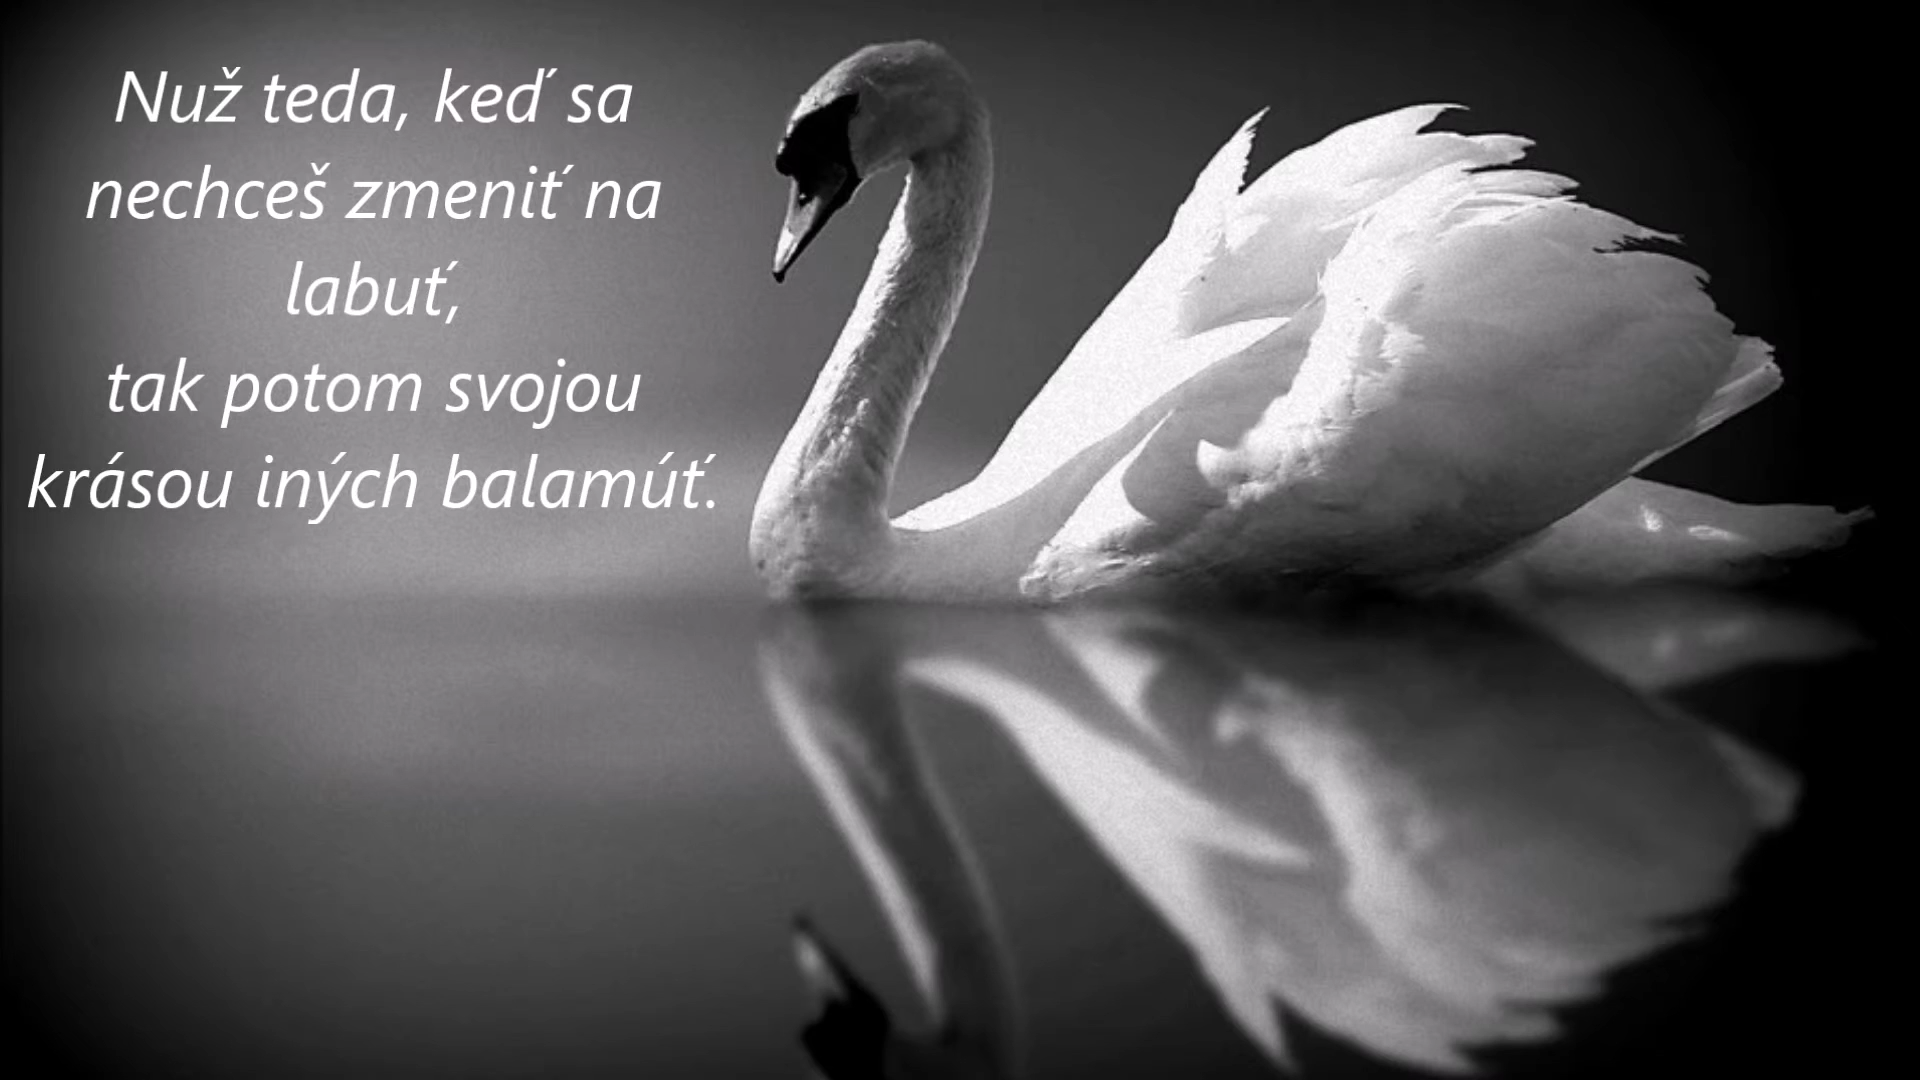 Nuž teda, keď sa
nechceš zmeniť na
labuť,
tak potom svojou
krásou iných balamúť.